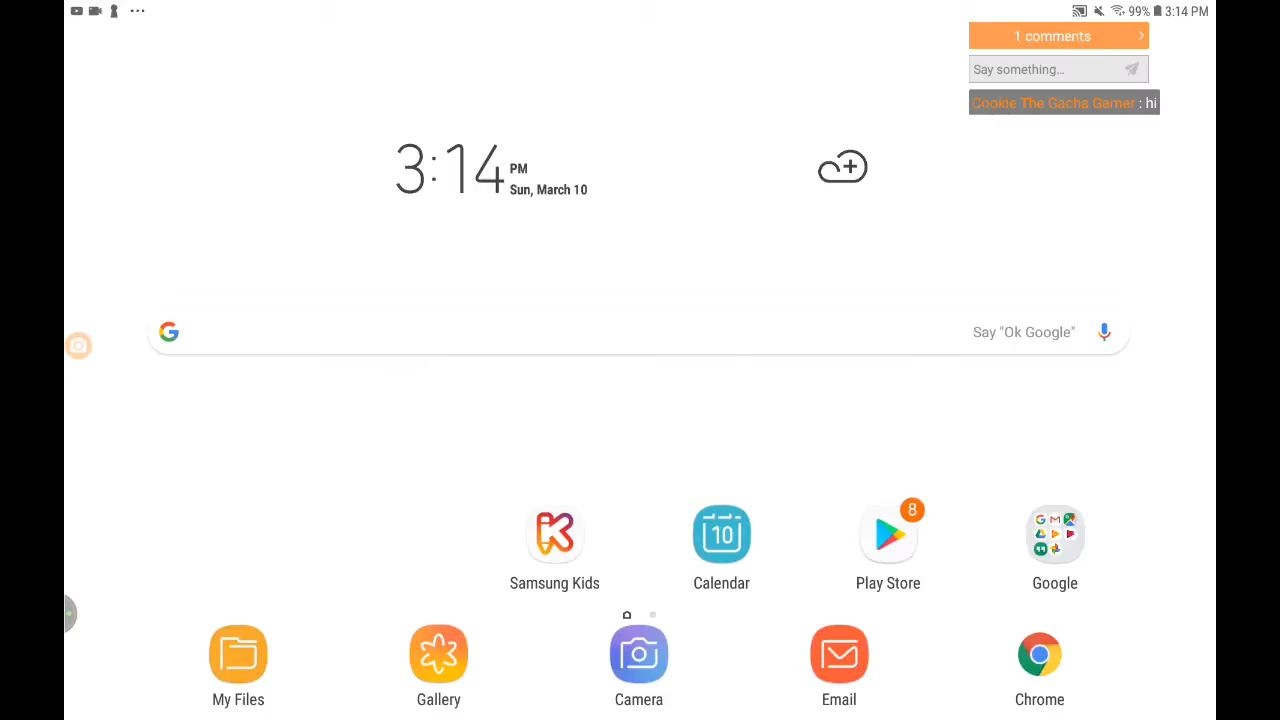 99% 3:14 PM
1 comments
Say something...
Cookie The Gacha Gamer : hi
3:14 PM
Sun, March 10
Say "Ok Google"
8
10
Samsung Kids
Calendar
Play Store
Google
My Files
Gallery
Camera
Email
Chrome